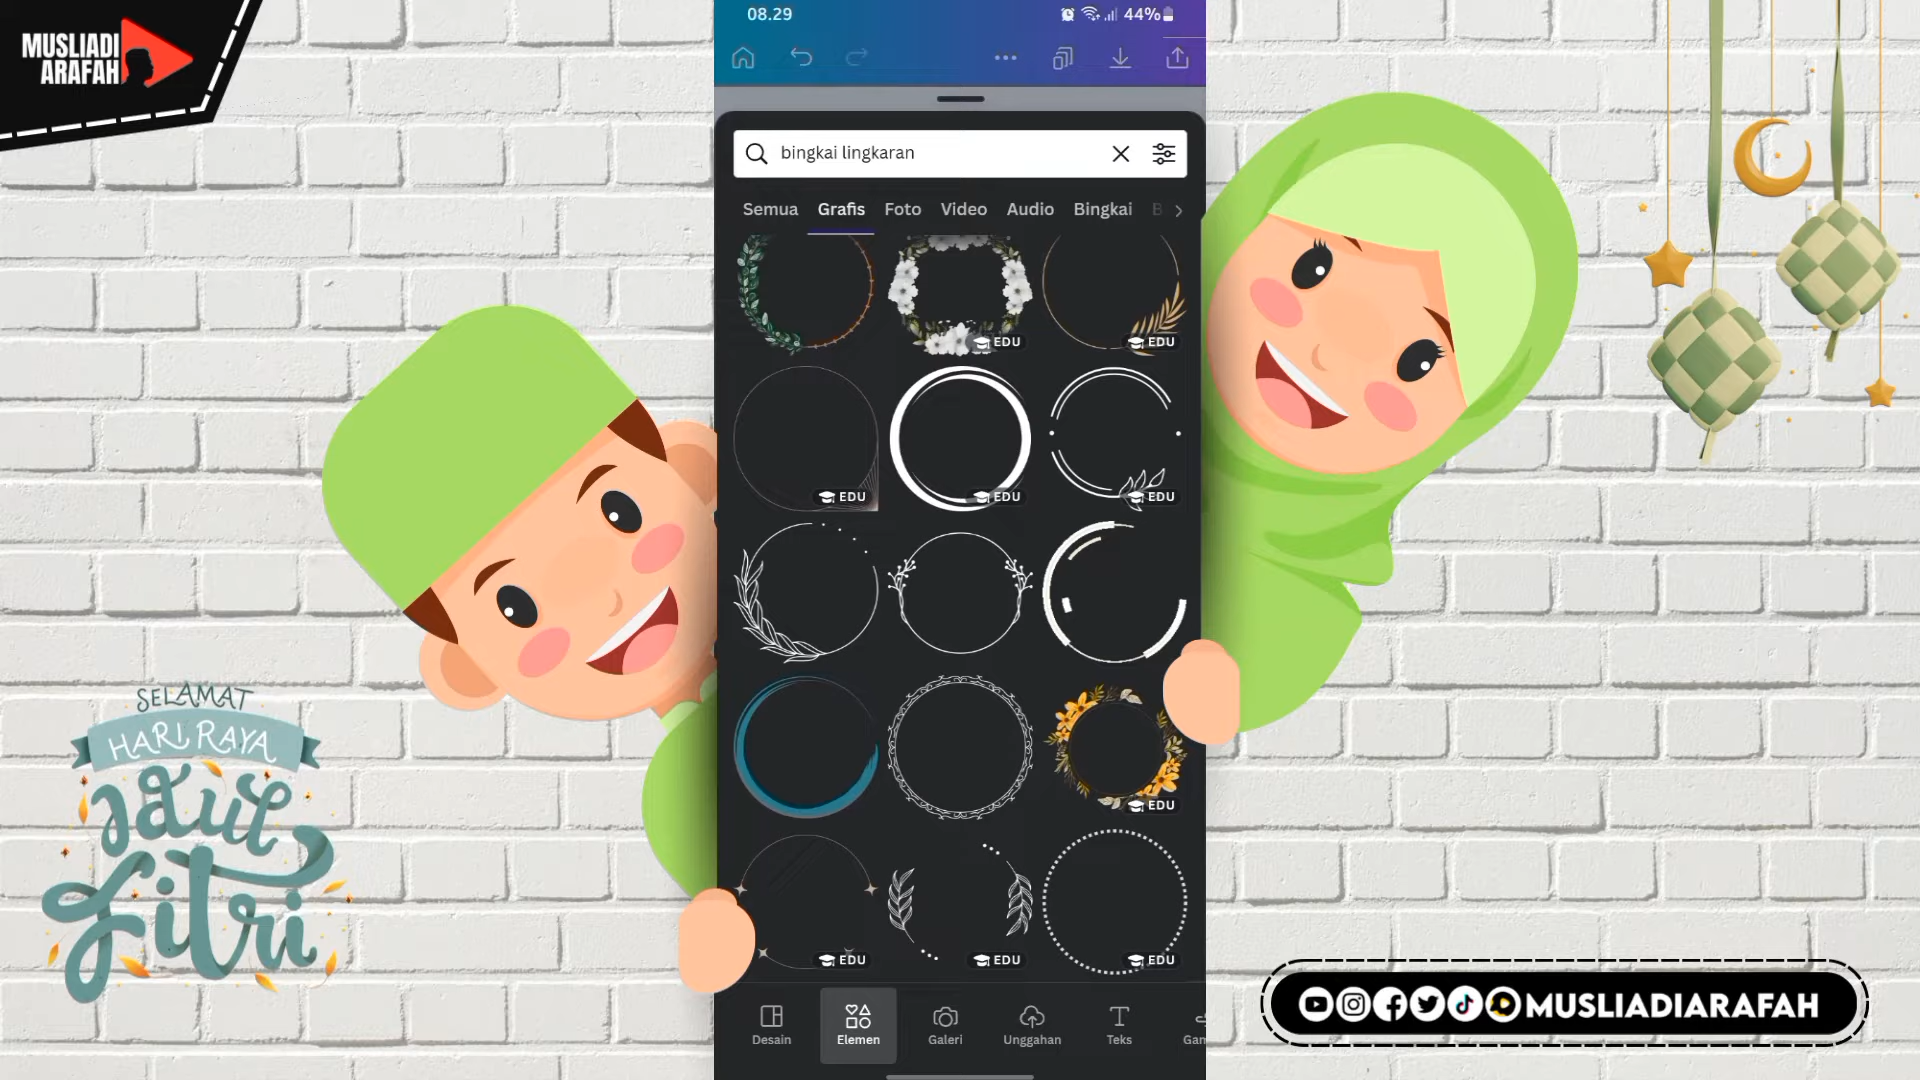 MUSLIADI
ARAFAH
08.29
44%
bingkai lingkaran
Semua Grafis Foto Video Audio Bingkai B
EDU EDU
EDU EDU EDU
EDU
EDU EDU EDU
Desain Elemen Galeri Unggahan Teks Gam
SELAMAT
HARI RAYA
Idul
Fitri
MUSLIADIARAFAH